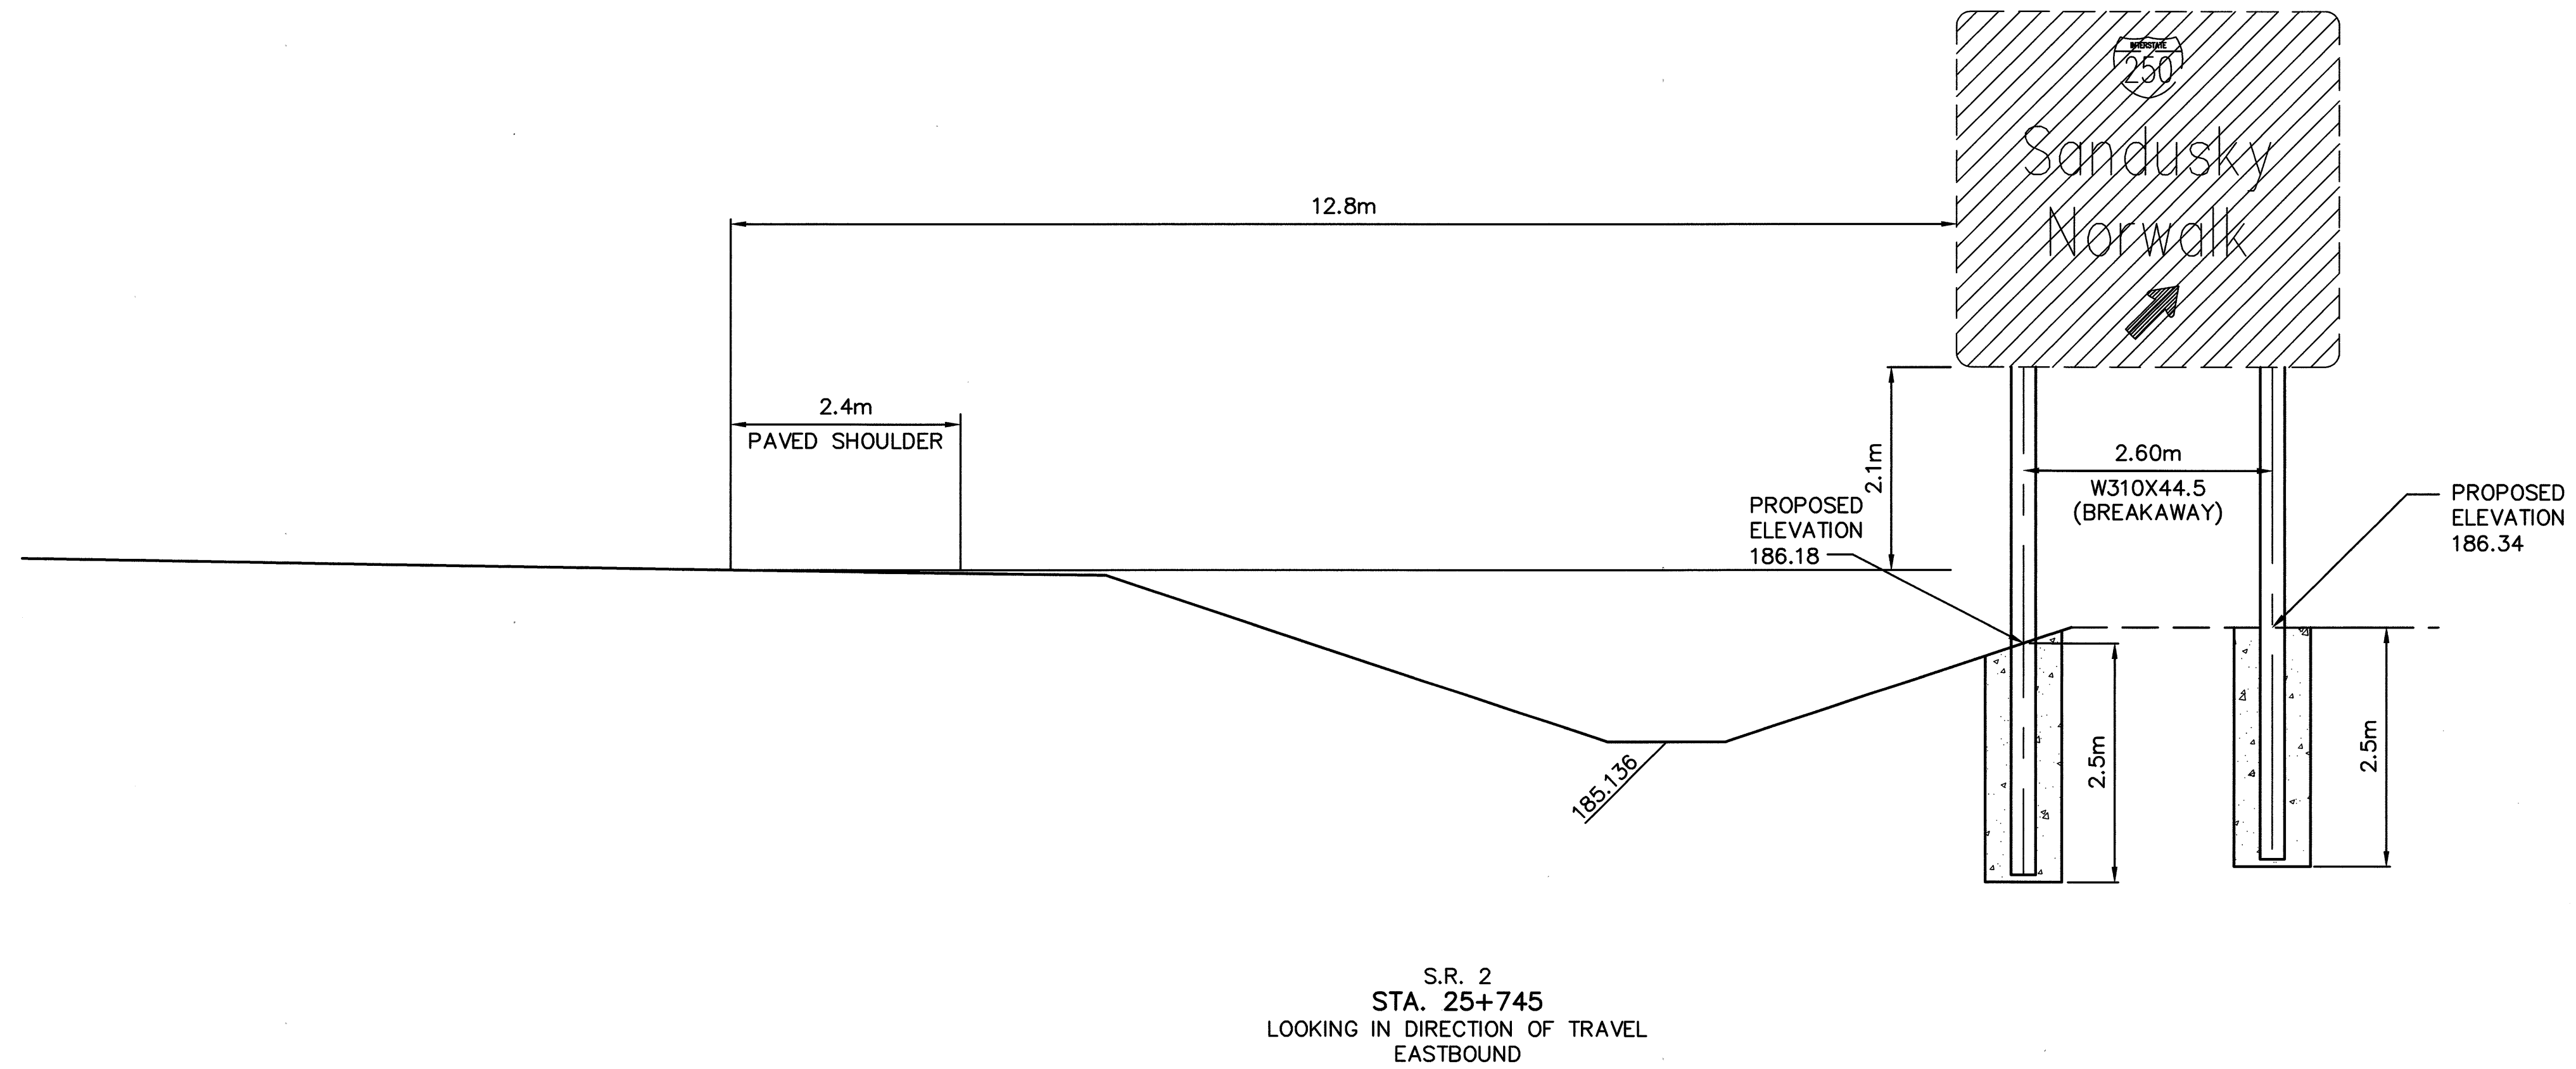 INTERSTATE
250
Sandusky
Norwalk
12.8m
2.4m
PAVED SHOULDER
2.1m
2.60m
W310X44.5
(BREAKAWAY)
PROPOSED
ELEVATION
186.18
PROPOSED
ELEVATION
186.34
185.136
2.5m
2.5m
S.R. 2
STA. 25+745
LOOKING IN DIRECTION OF TRAVEL
EASTBOUND